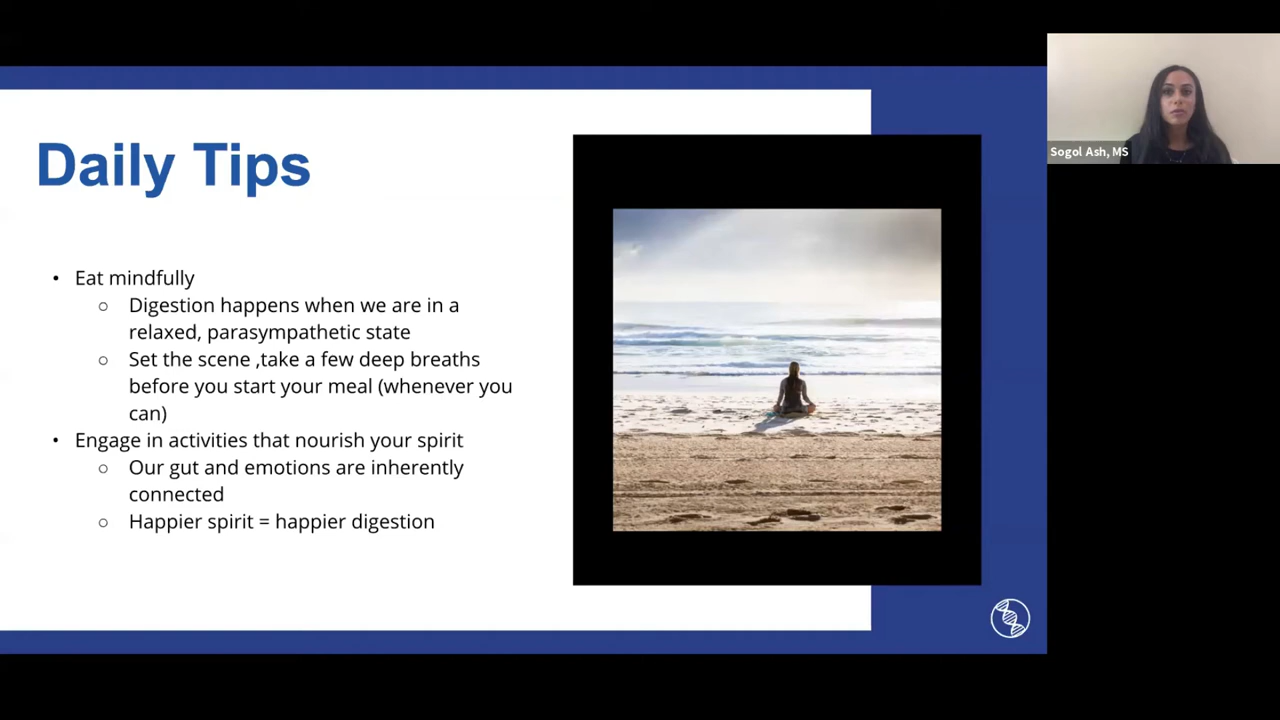 Daily Tips
• Eat mindfully
○ Digestion happens when we are in a
relaxed, parasympathetic state
○ Set the scene ,take a few deep breaths
before you start your meal (whenever you
can)
• Engage in activities that nourish your spirit
○ Our gut and emotions are inherently
connected
○ Happier spirit = happier digestion
Sogol Ash, MS